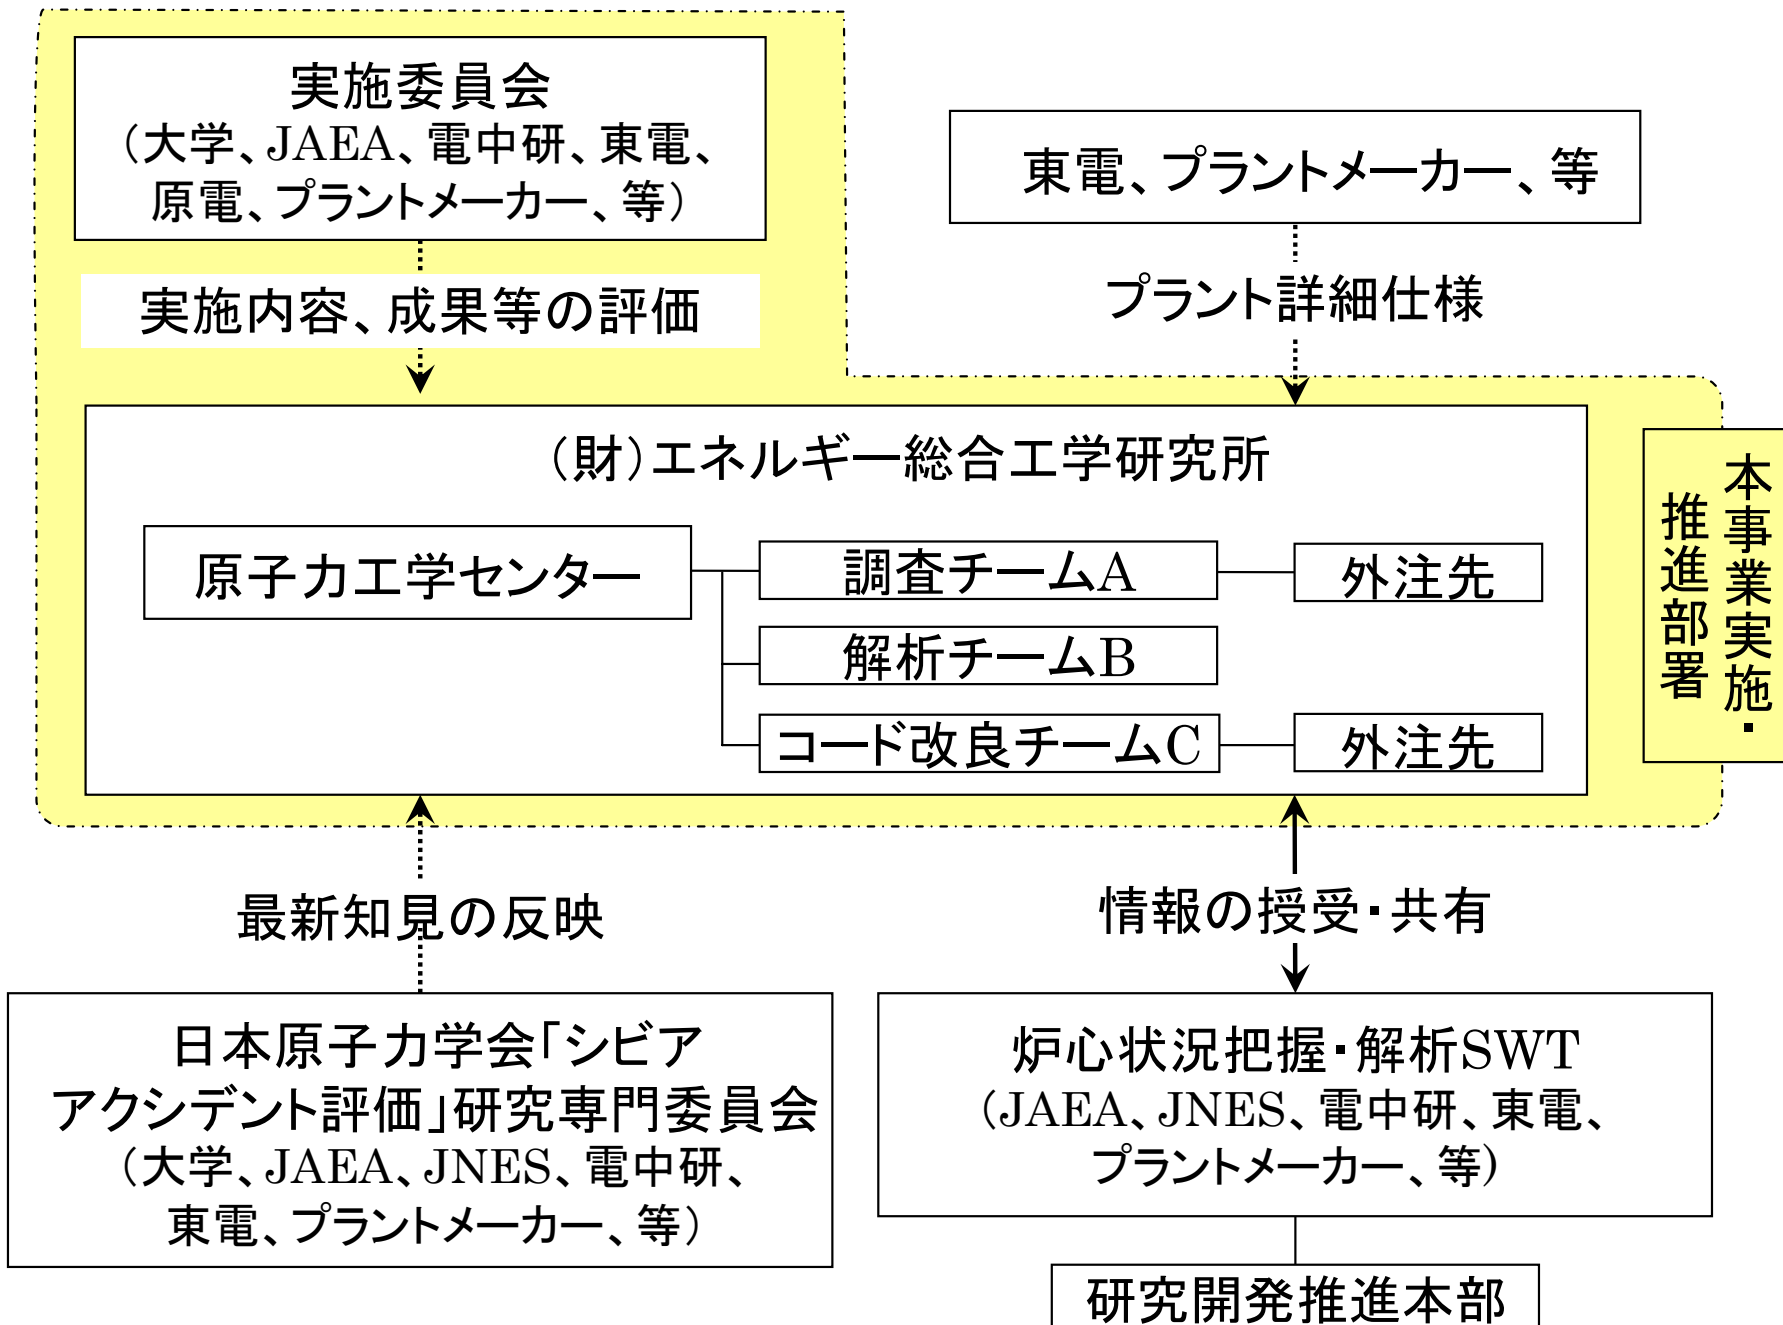 実施委員会
（大学、JAEA、電中研、東電、
原電、プラントメーカー、等）
東電、プラントメーカー、等
実施内容、成果等の評価
プラント詳細仕様
（財）エネルギー総合工学研究所
原子力工学センター
調査チームA
外注先
解析チームB
コード改良チームC
外注先
本事業実施・
推進部署
最新知見の反映
情報の授受・共有
日本原子力学会「シビア
アクシデント評価」研究専門委員会
（大学、JAEA、JNES、電中研、
東電、プラントメーカー、等）
炉心状況把握・解析SWT
（JAEA、JNES、電中研、東電、
プラントメーカー、等）
研究開発推進本部